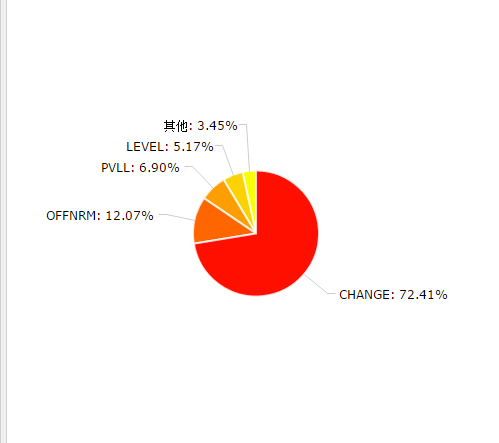 其他: 3.45%
LEVEL: 5.17%
PVLL: 6.90%
OFFNRM: 12.07%
CHANGE: 72.41%